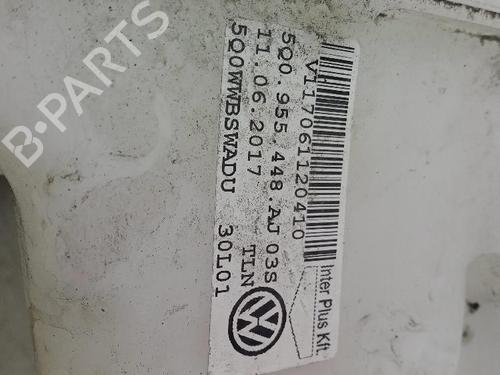 V117061120410
Inter Plus Kft.
5Q0.955.448.AJ 03S
11.06.2017 TLN
5Q0WWBSWADU 30L01
B-PARTS